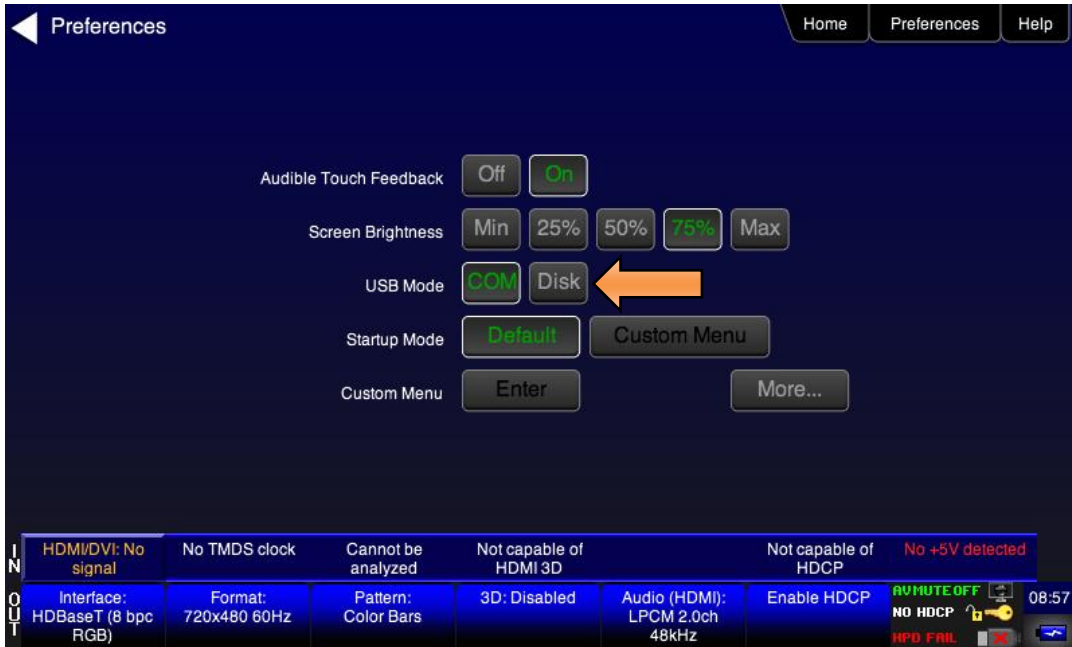 Preferences
Home Preferences Help
Audible Touch Feedback Off On
Screen Brightness Min 25% 50% 75% Max
USB Mode COM Disk
Startup Mode Default Custom Menu
Custom Menu Enter More...
IN
HDMI/DVI: No
signal
No TMDS clock
Cannot be
analyzed
Not capable of
HDMI 3D
Not capable of
HDCP
No +5V detected
OUT
Interface:
HDBaseT (8 bpc
RGB)
Format:
720x480 60Hz
Pattern:
Color Bars
3D: Disabled
Audio (HDMI):
LPCM 2.0ch
48kHz
Enable HDCP
AV MUTE OFF
NO HDCP
HPD FAIL
08:57